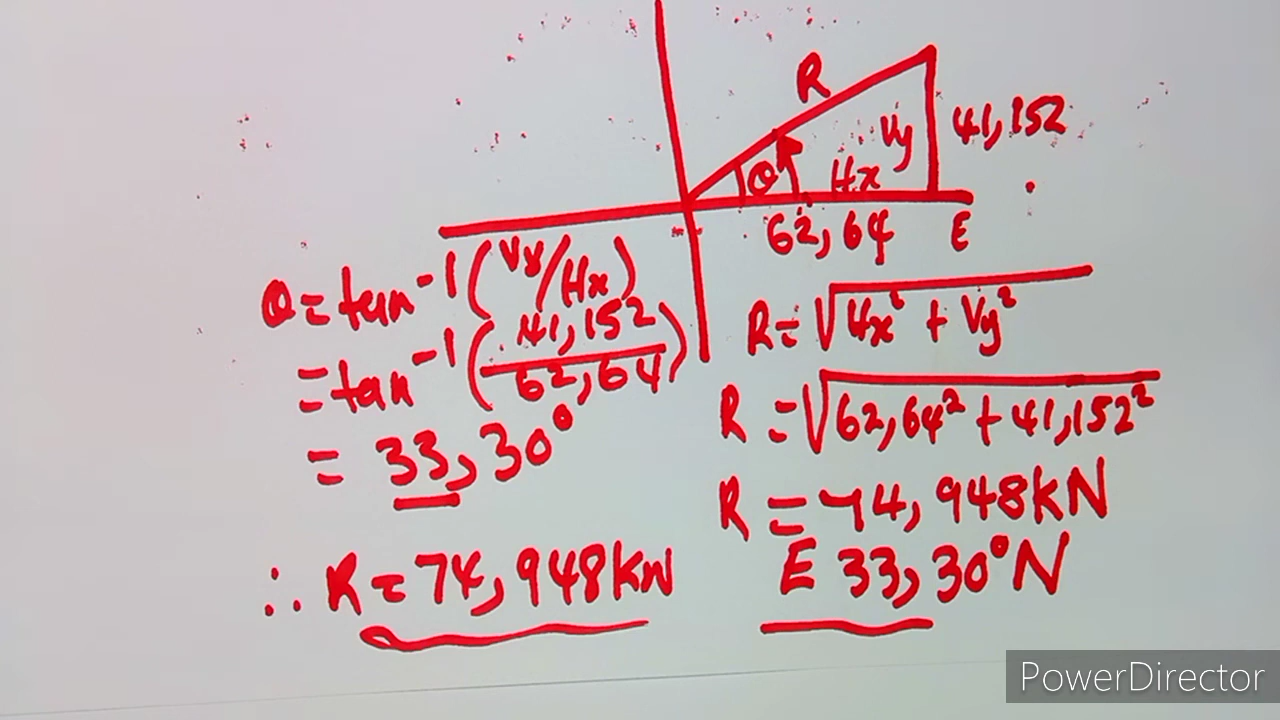 R
Vy
41,152
θ
Hx
62,64 E
θ = tan⁻¹ (Vy/Hx)
= tan⁻¹ (41,152/62,64)
= 33,30°
R = √Hx² + Vy²
R = √62,64² + 41,152²
R = 74,948kN
∴ R = 74,948kN E 33,30° N
PowerDirector